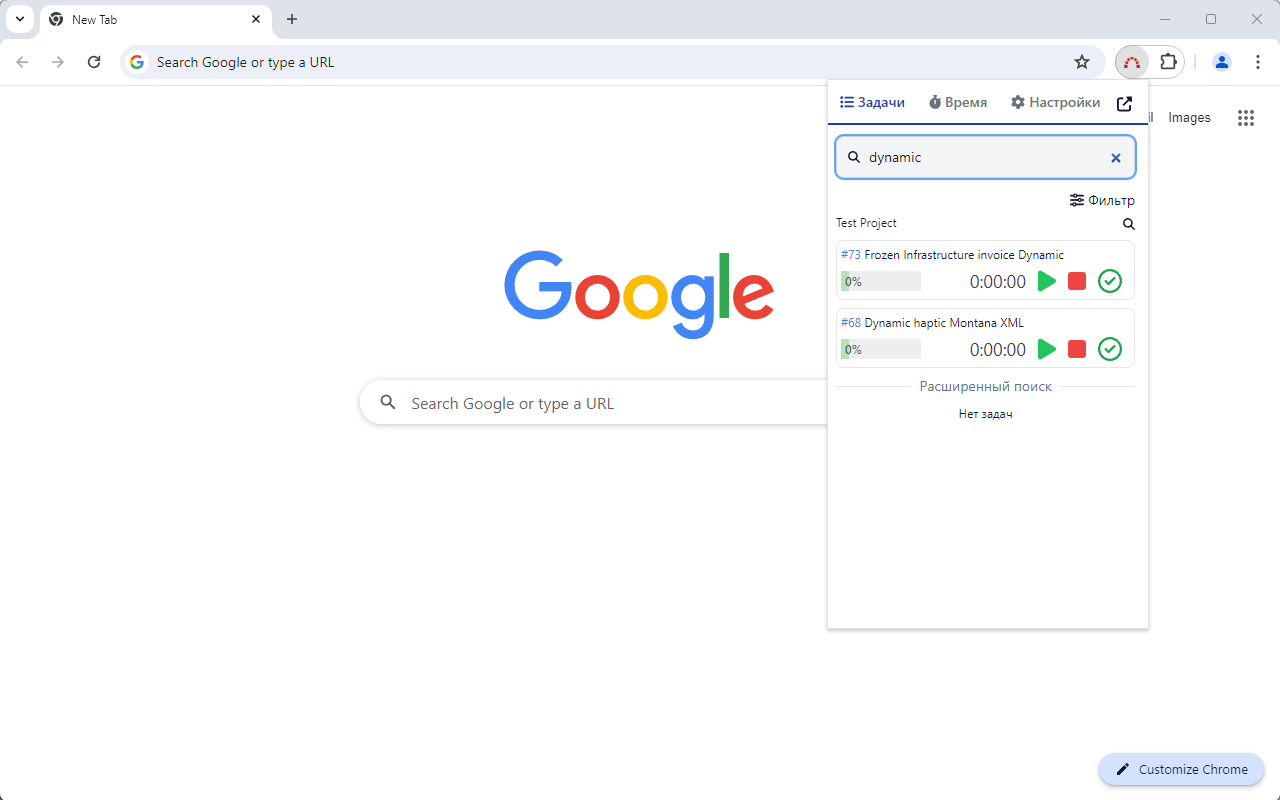 New Tab
Search Google or type a URL
Задачи Время Настройки
Images
dynamic
Фильтр
Test Project
#73 Frozen Infrastructure invoice Dynamic
0% 0:00:00
#68 Dynamic haptic Montana XML
0% 0:00:00
Расширенный поиск
Нет задач
Google
Search Google or type a URL
Customize Chrome